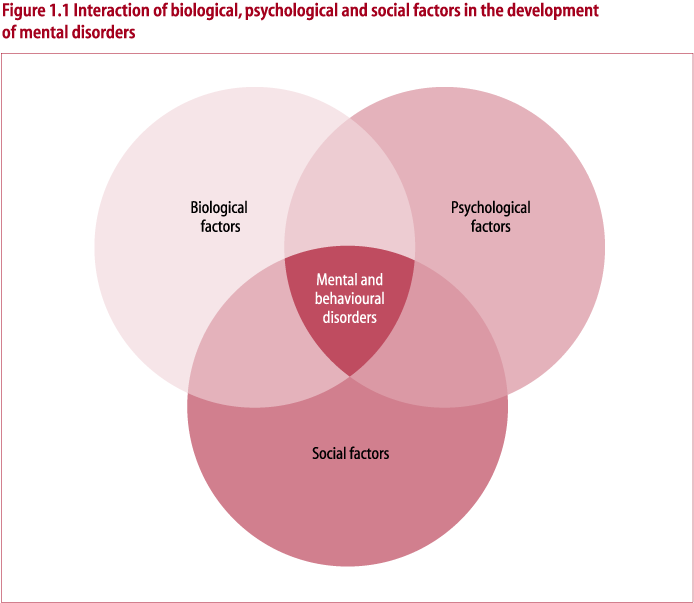 Figure 1.1 Interaction of biological, psychological and social factors in the development
of mental disorders
Biological
factors
Psychological
factors
Mental and
behavioural
disorders
Social factors